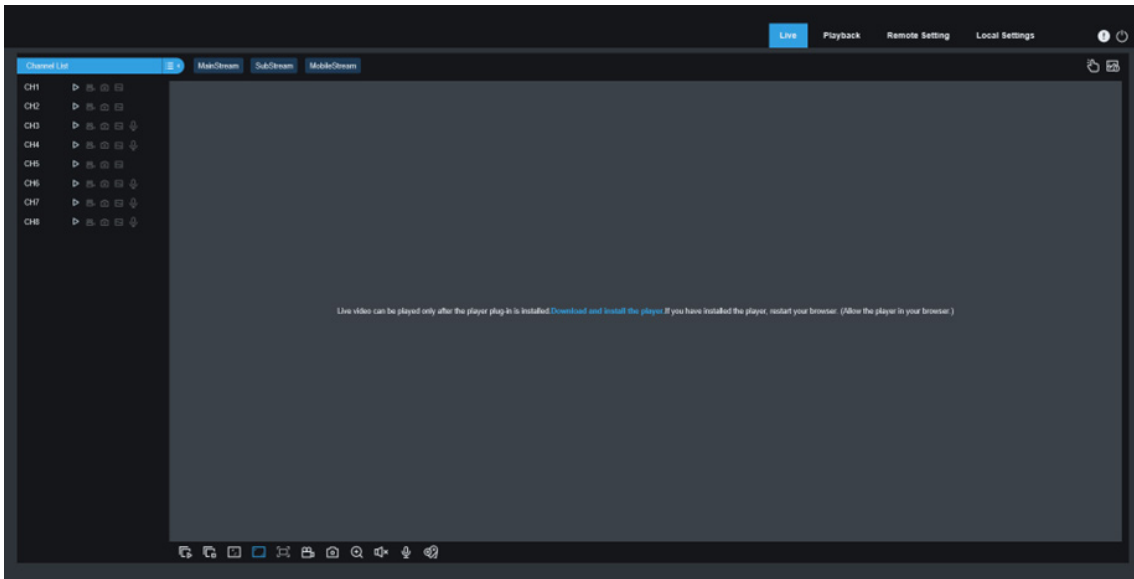 Live Playback Remote Setting Local Settings
Channel List MainStream SubStream MobileStream
CH1
CH2
CH3
CH4
CH5
CH6
CH7
CH8
Live video can be played only after the player plug-in is installed.Download and install the player.If you have installed the player, restart your browser. (Allow the player in your browser.)